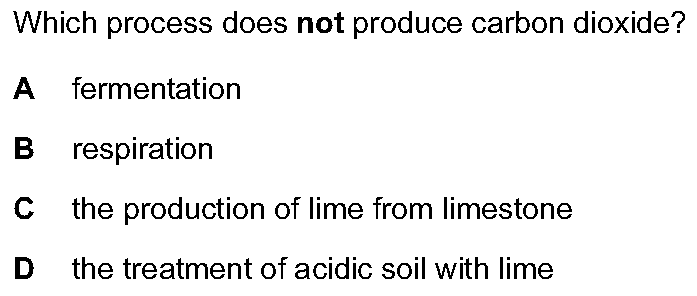 Which process does not produce carbon dioxide?
A fermentation
B respiration
C the production of lime from limestone
D the treatment of acidic soil with lime